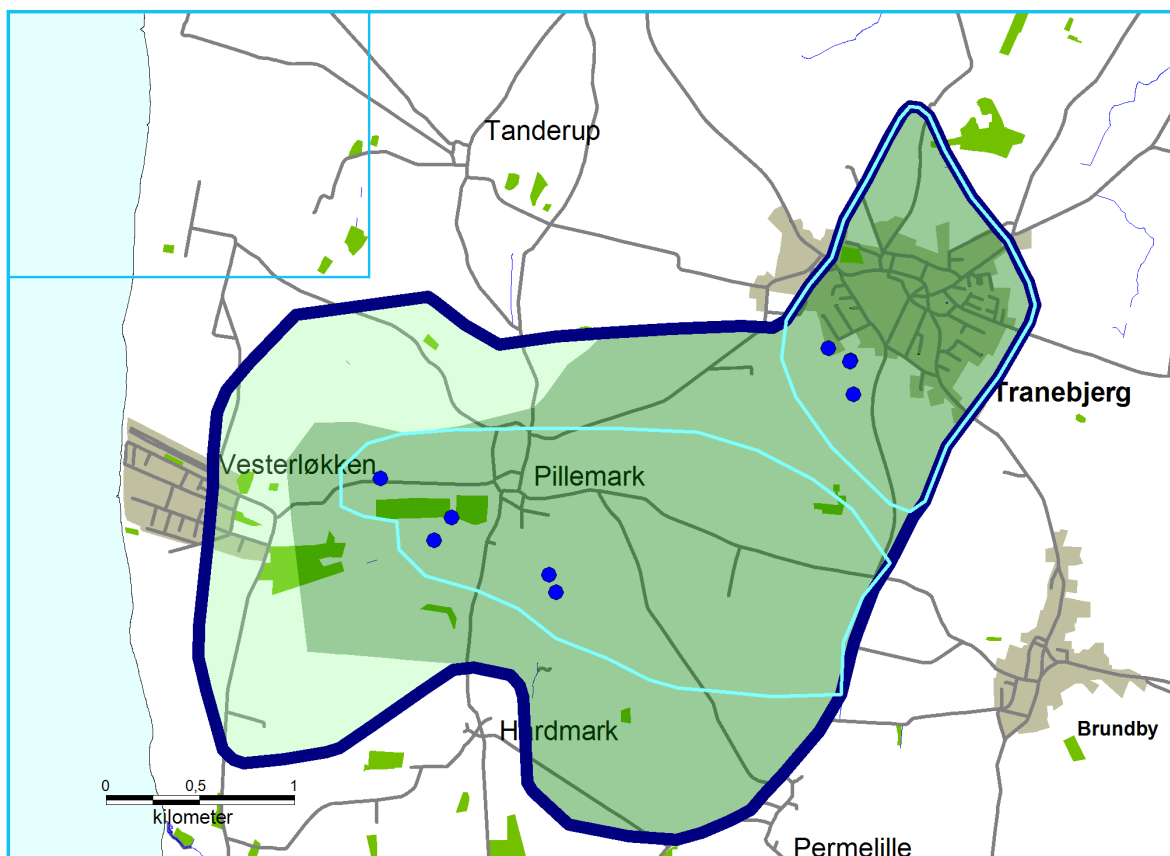 Tanderup
Tranebjerg
Vesterløkken
Pillemark
Hårdmark
Brundby
0 0,5 1
kilometer
Permelille